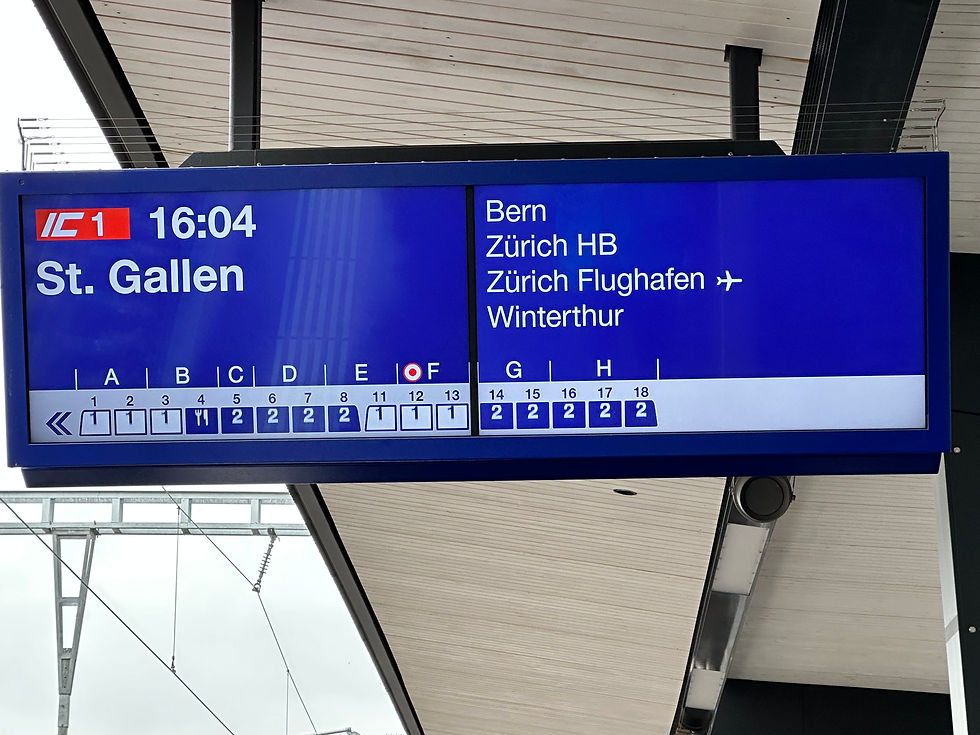 IC 1 16:04
St. Gallen
Bern
Zürich HB
Zürich Flughafen
Winterthur
A B C D E F G H
1 2 3 4 5 6 7 8 11 12 13 14 15 16 17 18
1 1 1 2 2 2 2 1 1 1 2 2 2 2 2